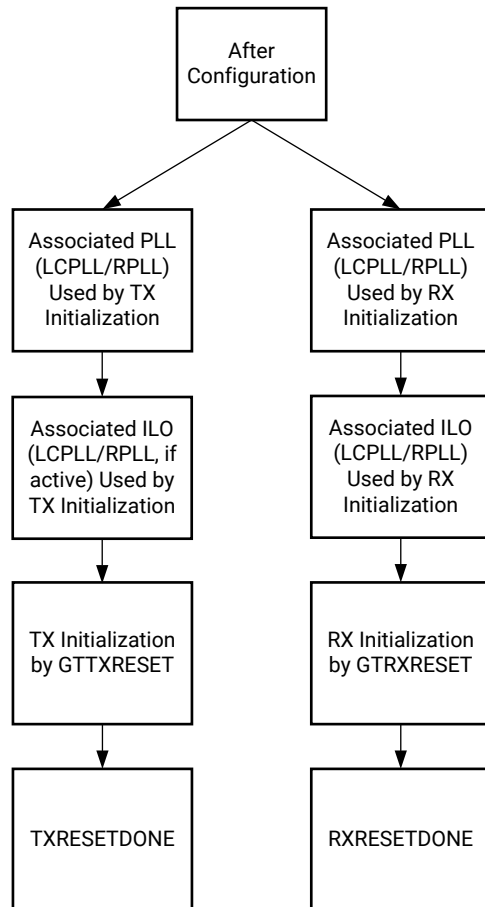 After
Configuration
Associated PLL
(LCPLL/RPLL)
Used by TX
Initialization
Associated PLL
(LCPLL/RPLL)
Used by RX
Initialization
Associated ILO
(LCPLL/RPLL, if
active) Used by
TX Initialization
Associated ILO
(LCPLL/RPLL)
Used by RX
Initialization
TX Initialization
by GTTXRESET
RX Initialization
by GTRXRESET
TXRESETDONE
RXRESETDONE